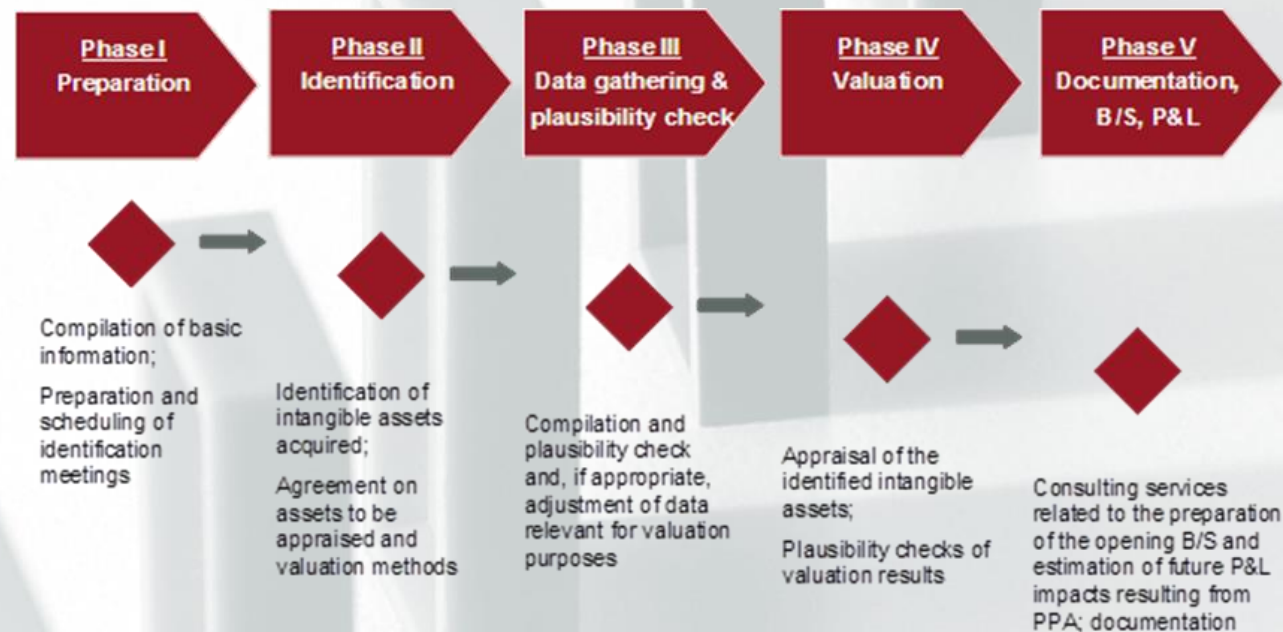 Phase I
Preparation
Phase II
Identification
Phase III
Data gathering &
plausibility check
Phase IV
Valuation
Phase V
Documentation,
B/S, P&L
Compilation of basic
information;
Preparation and
scheduling of
identification
meetings
Identification of
intangible assets
acquired;
Agreement on
assets to be
appraised and
valuation methods
Compilation and
plausibility check
and, if appropriate,
adjustment of data
relevant for valuation
purposes
Appraisal of the
identified intangible
assets;
Plausibility checks of
valuation results
Consulting services
related to the preparation
of the opening B/S and
estimation of future P&L
impacts resulting from
PPA; documentation